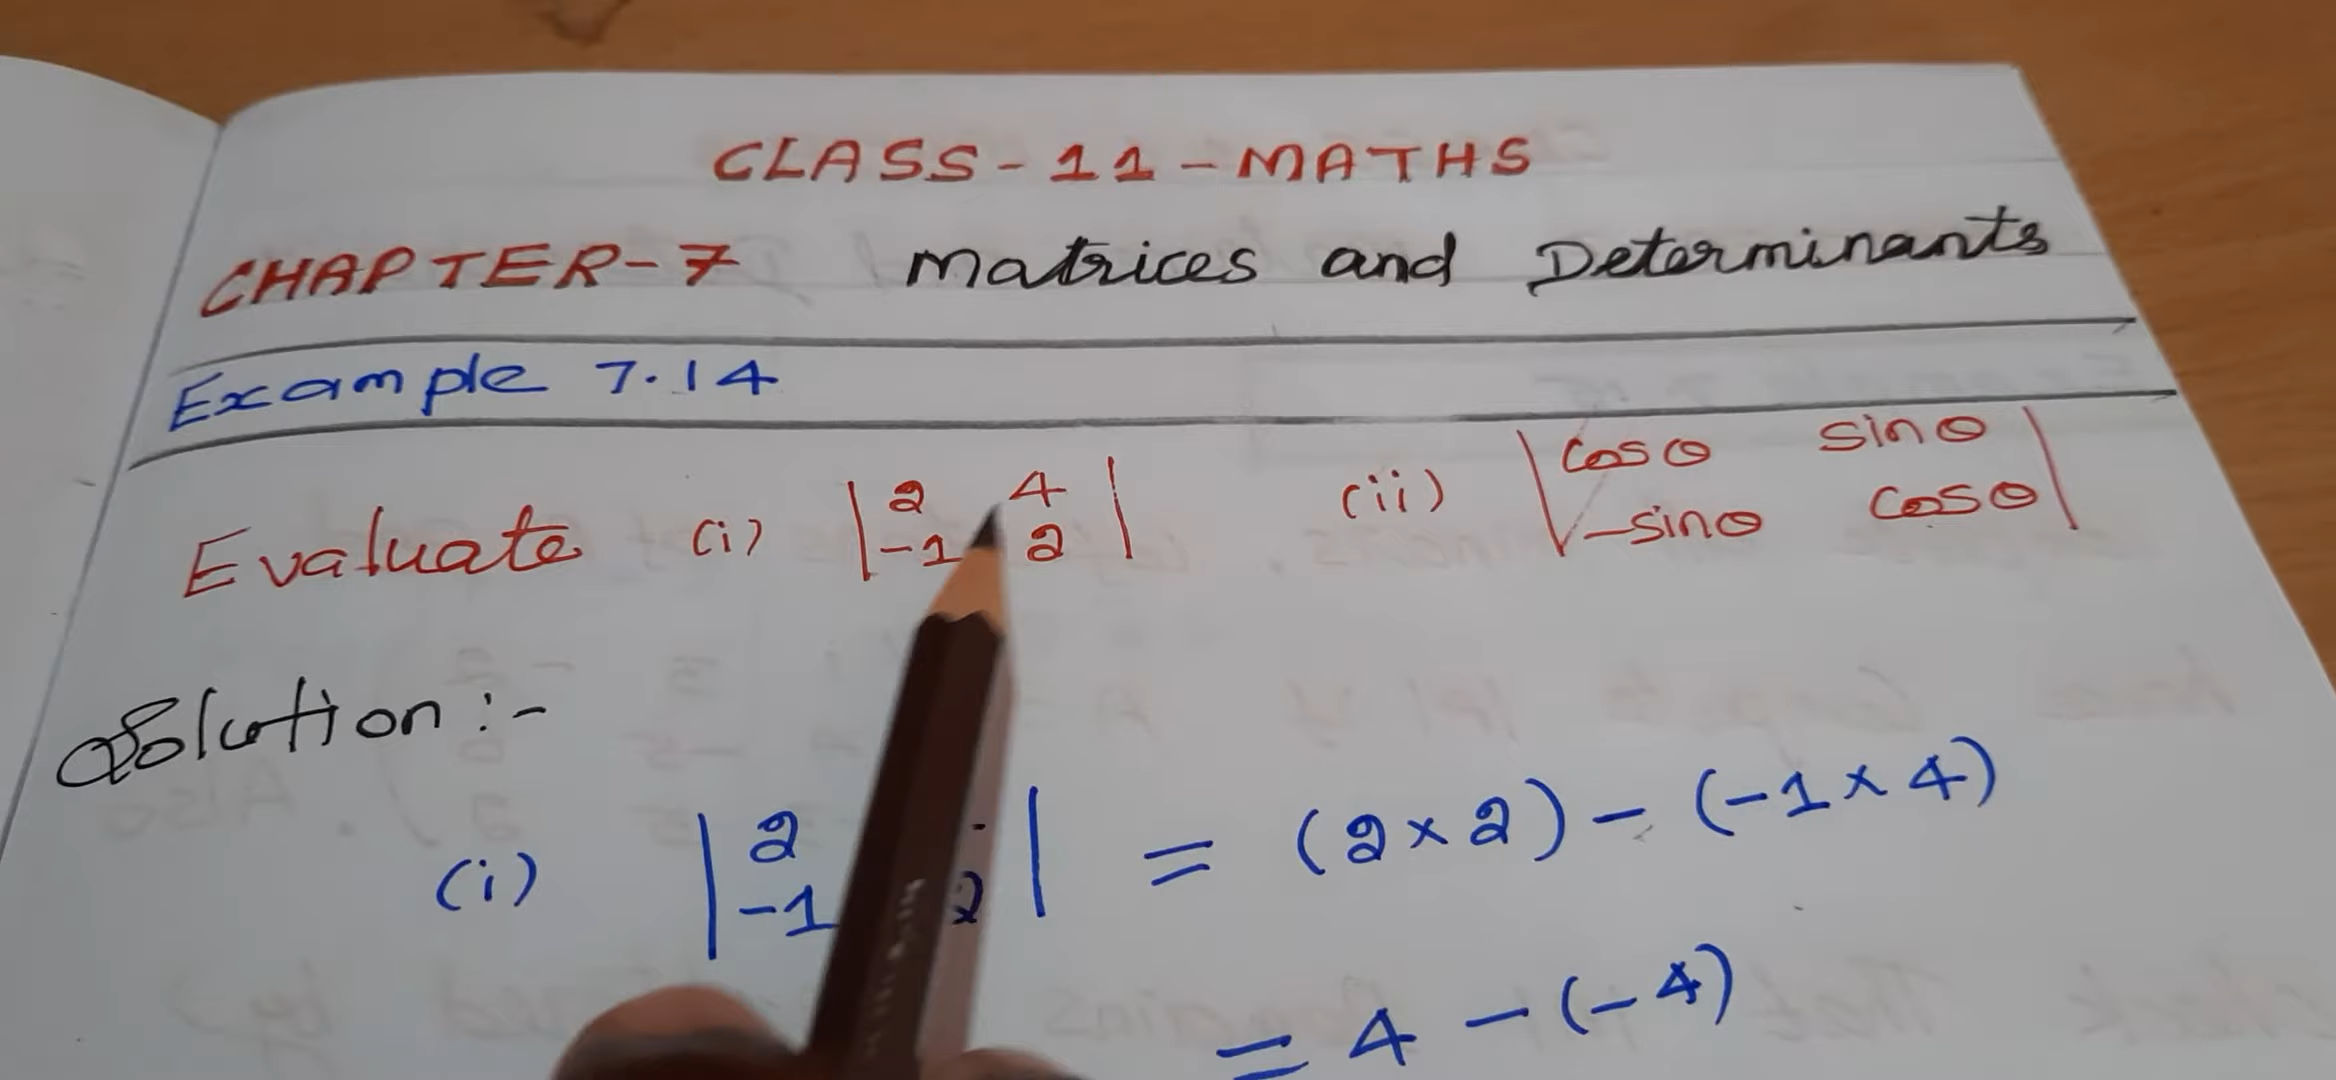 CLASS-11-MATHS
CHAPTER-7 Matrices and Determinants
Example 7.14
Evaluate (i) | 2 4 | (ii) | cosθ sinθ |
| -1 2 | | -sinθ cosθ |
Solution:-
(i) | 2 | = (2×2) - (-1×4)
| -1 2 |
= 4 - (-4)